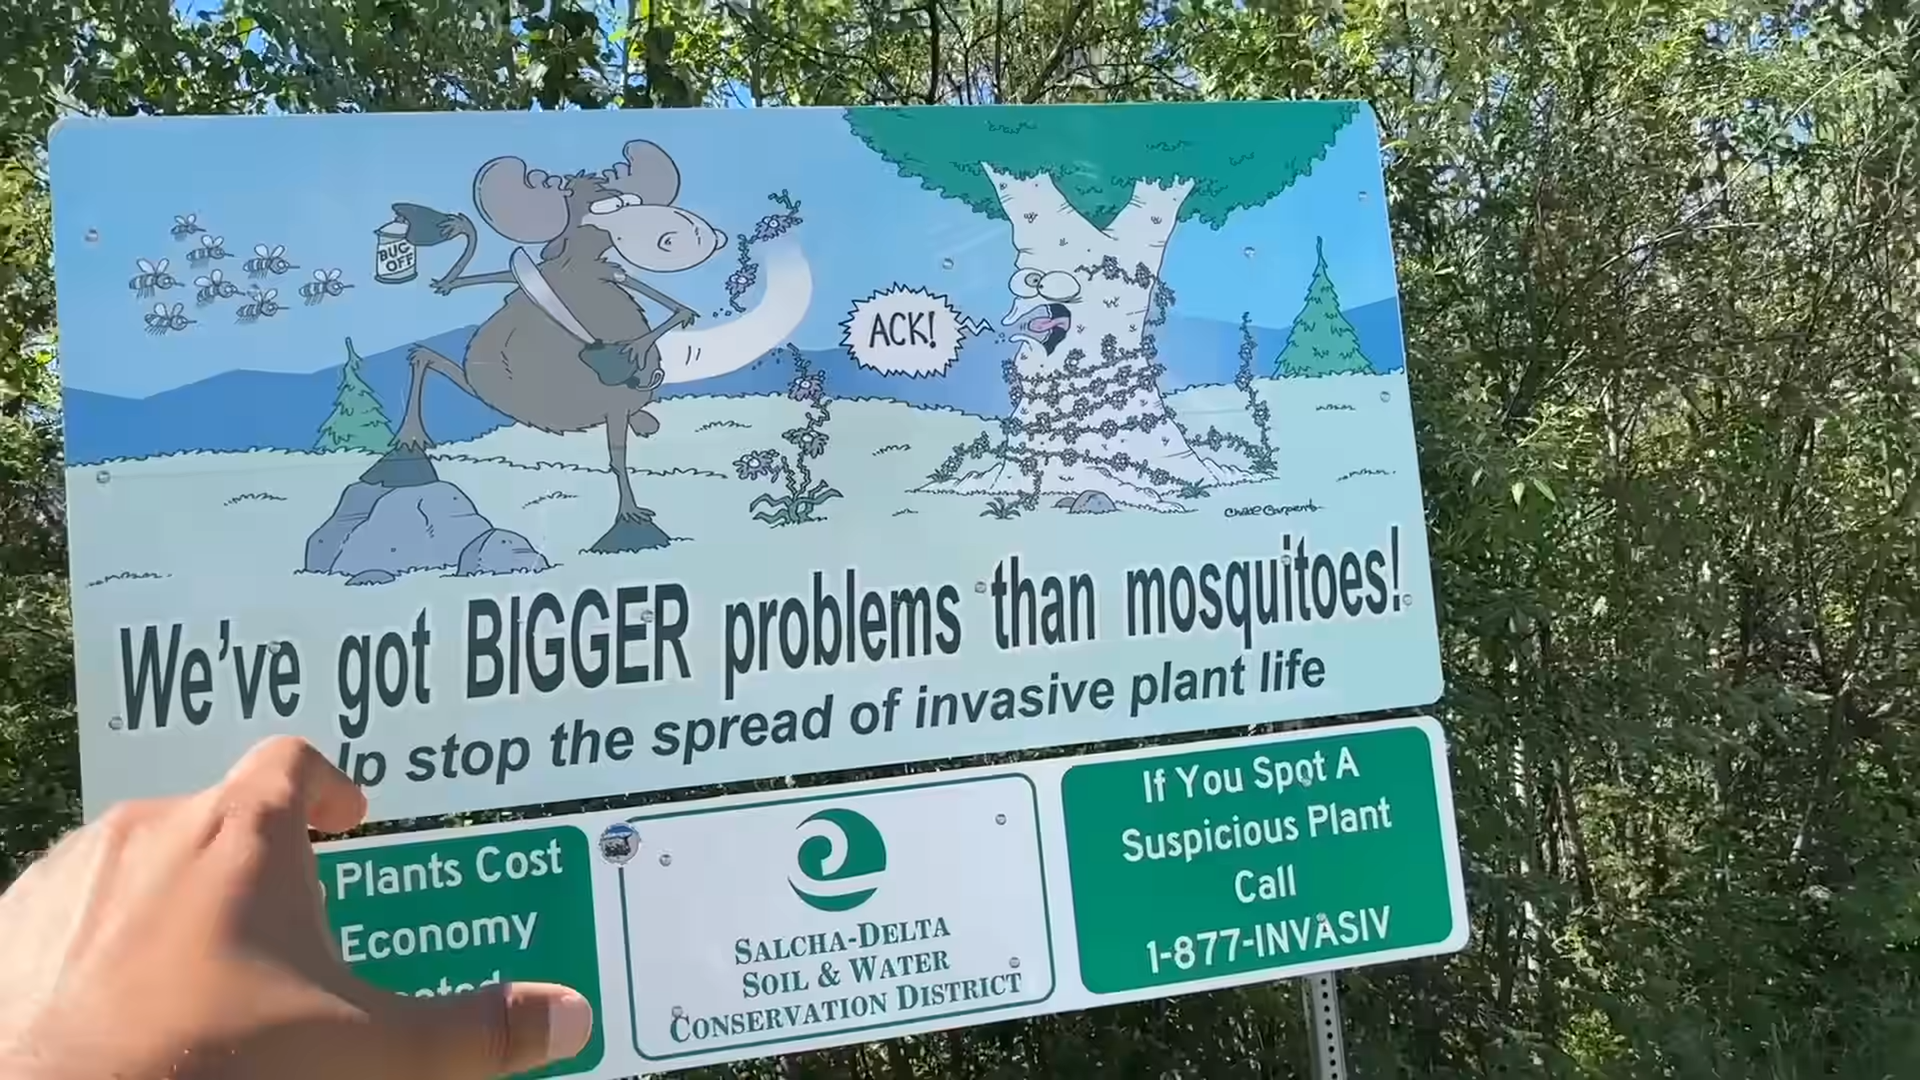 BUG
OFF
ACK!
We've got BIGGER problems than mosquitoes!
stop the spread of invasive plant life
Plants Cost
Economy
SALCHA-DELTA
SOIL & WATER
CONSERVATION DISTRICT
If You Spot A
Suspicious Plant
Call
1-877-INVASIV